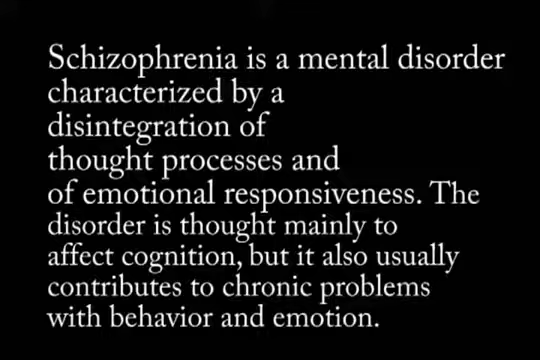 Schizophrenia is a mental disorder
characterized by a
disintegration of
thought processes and
of emotional responsiveness. The
disorder is thought mainly to
affect cognition, but it also usually
contributes to chronic problems
with behavior and emotion.